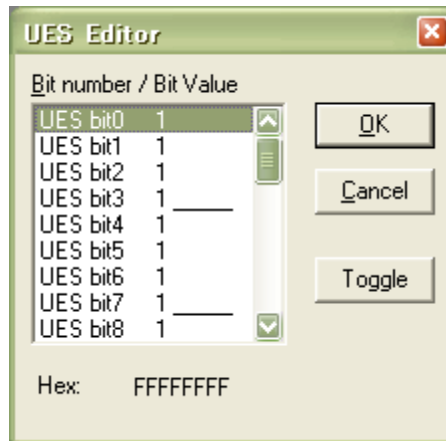 UES Editor
Bit number / Bit Value
UES bit0 1
UES bit1 1
UES bit2 1
UES bit3 1 _____
UES bit4 1
UES bit5 1
UES bit6 1
UES bit7 1 _____
UES bit8 1
OK
Cancel
Toggle
Hex: FFFFFFFF